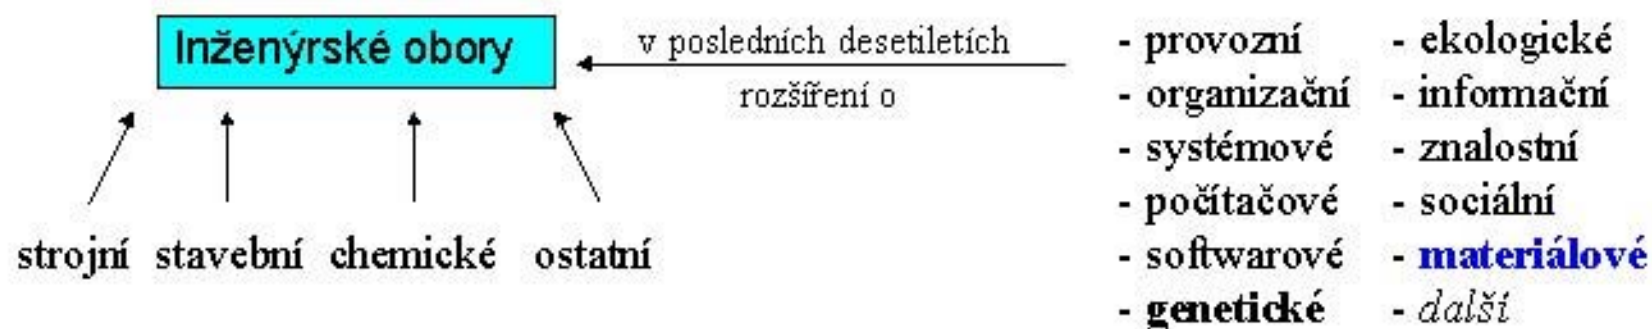 Inženýrské obory
v posledních desetiletích
rozšíření o
strojní stavební chemické ostatní
- provozní
- organizační
- systémové
- počítačové
- softwarové
- genetické
- ekologické
- informační
- znalostní
- sociální
- materiálové
- další